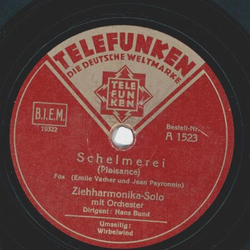 TELEFUNKEN
DIE DEUTSCHE WELTMARKE
TELE
FUN
KEN
B.I.E.M.
19322
Bestell-Nr.
A 1523
Schelmerei
(Plaisance)
Fox (Emile Vacher und Jean Peyronnin)
Ziehharmonika-Solo
mit Orchester
Dirigent: Hans Bund
Umseitig:
Wirbelwind